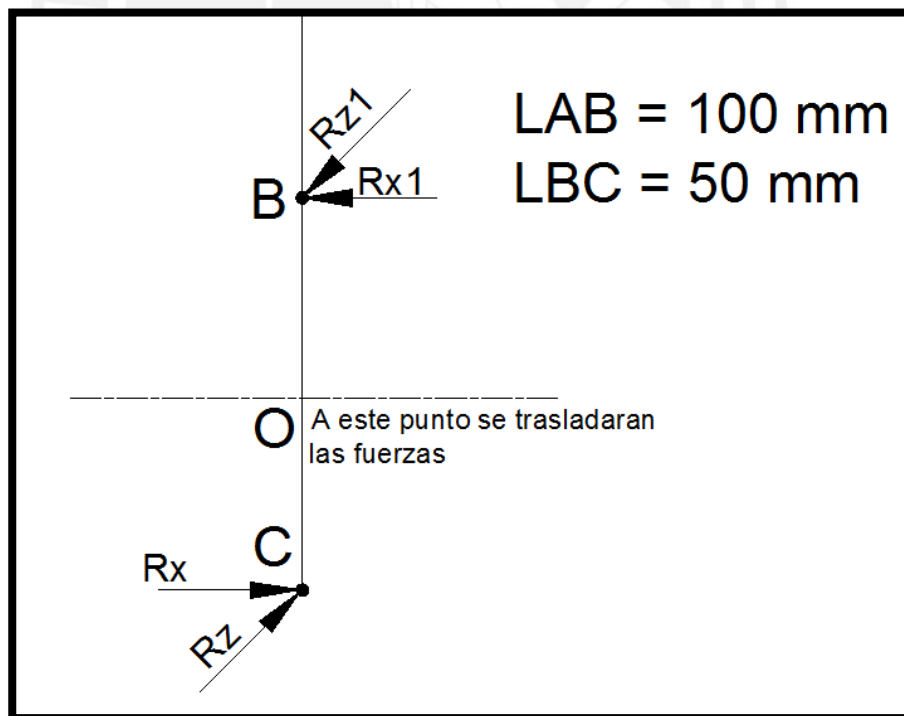 LAB = 100 mm
LBC = 50 mm
Rz1
Rx1
B
O
A este punto se trasladaran
las fuerzas
C
Rx
Rz